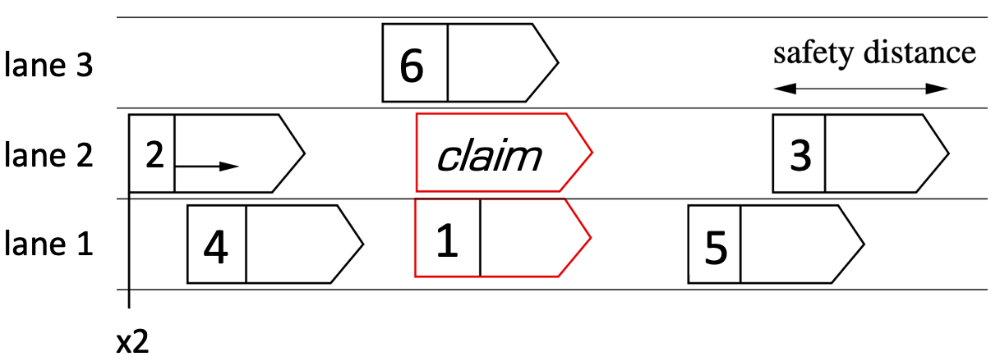 lane 3
6
safety distance
lane 2
2
claim
3
lane 1
4
1
5
x2